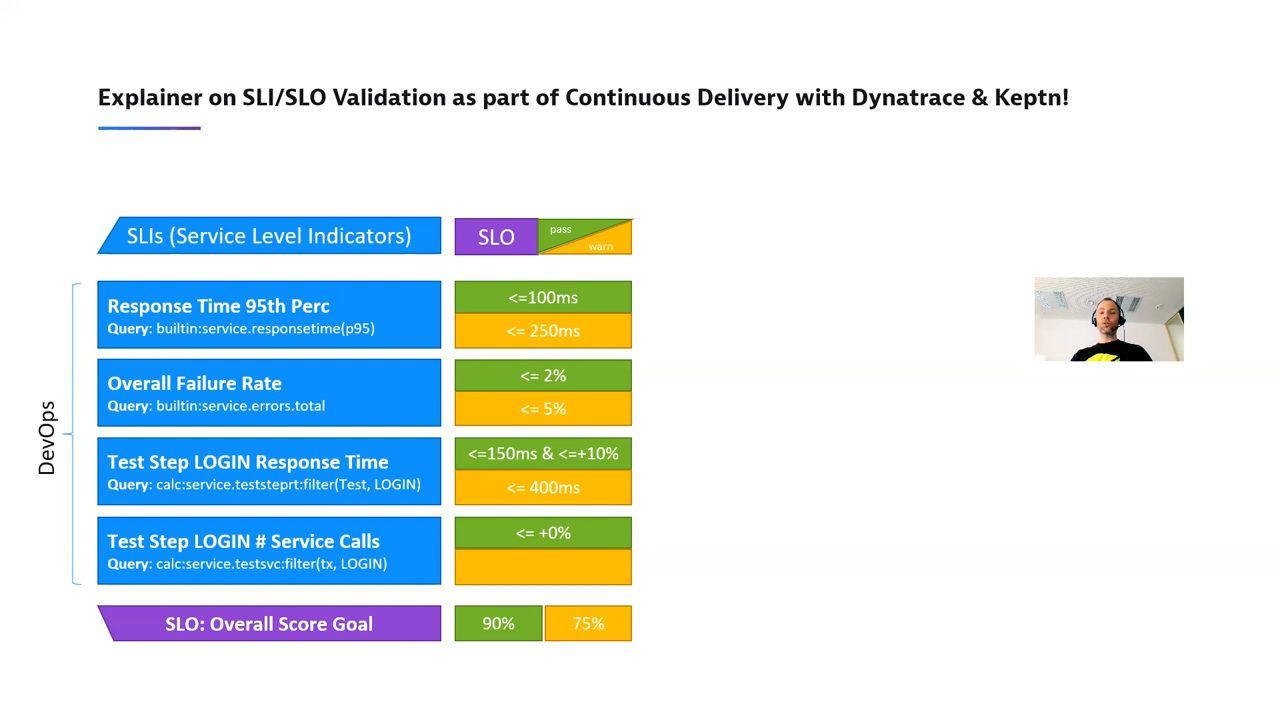 Explainer on SLI/SLO Validation as part of Continuous Delivery with Dynatrace & Keptn!
SLIs (Service Level Indicators)
SLO
pass
warn
DevOps
Response Time 95th Perc
Query: builtin:service.responsetime(p95)
<=100ms
<= 250ms
Overall Failure Rate
Query: builtin:service.errors.total
<= 2%
<= 5%
Test Step LOGIN Response Time
Query: calc:service.teststeprt:filter(Test, LOGIN)
<=150ms & <=+10%
<= 400ms
Test Step LOGIN # Service Calls
Query: calc:service.testsvc:filter(tx, LOGIN)
<= +0%
SLO: Overall Score Goal
90%
75%